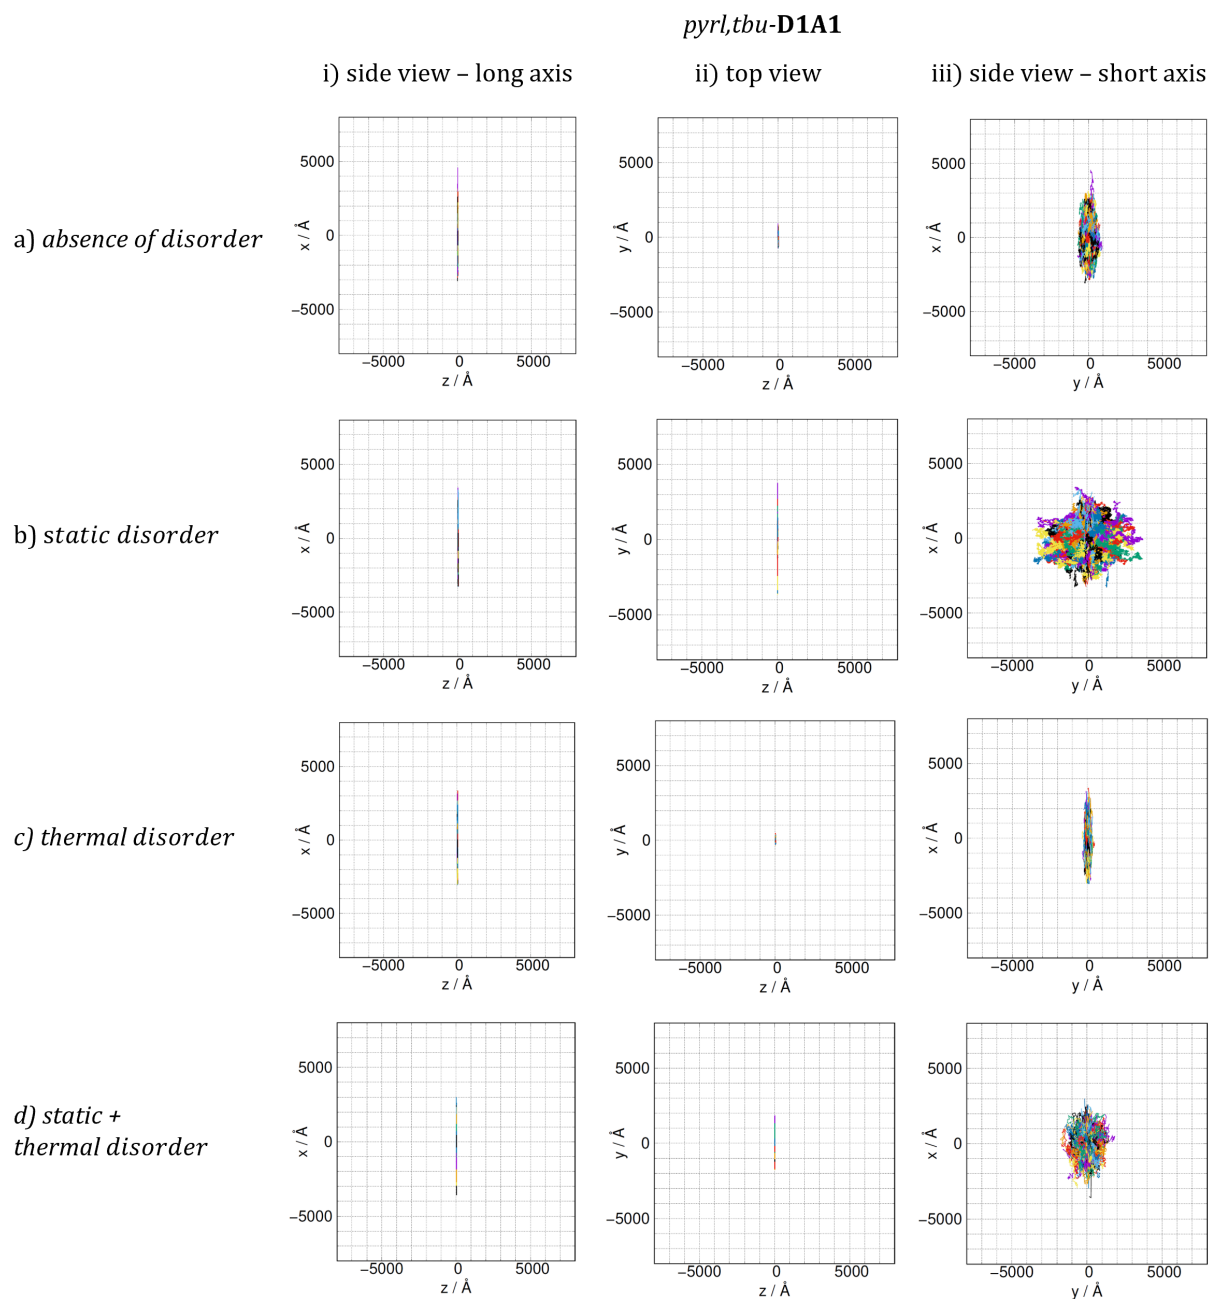 pyrl,tbu-D1A1
i) side view – long axis
ii) top view
iii) side view – short axis
a) absence of disorder
x / Å
5000
0
−5000
−5000 0 5000
z / Å
y / Å
5000
0
−5000
−5000 0 5000
z / Å
x / Å
5000
0
−5000
−5000 0 5000
y / Å
b) static disorder
x / Å
5000
0
−5000
−5000 0 5000
z / Å
y / Å
5000
0
−5000
−5000 0 5000
z / Å
x / Å
5000
0
−5000
−5000 0 5000
y / Å
c) thermal disorder
x / Å
5000
0
−5000
−5000 0 5000
z / Å
y / Å
5000
0
−5000
−5000 0 5000
z / Å
x / Å
5000
0
−5000
−5000 0 5000
y / Å
d) static +
thermal disorder
x / Å
5000
0
−5000
−5000 0 5000
z / Å
y / Å
5000
0
−5000
−5000 0 5000
z / Å
x / Å
5000
0
−5000
−5000 0 5000
y / Å